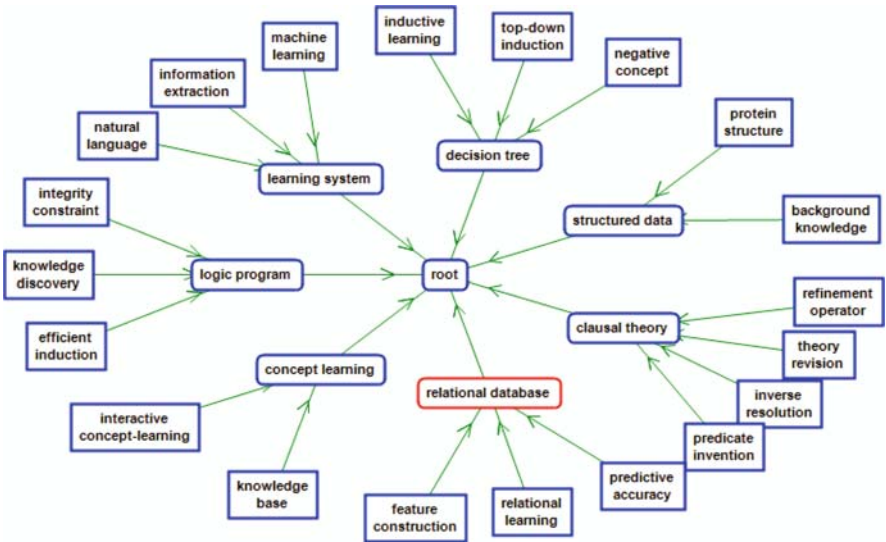 inductive
learning
top-down
induction
machine
learning
negative
concept
information
extraction
protein
structure
natural
language
decision tree
learning system
integrity
constraint
structured data
background
knowledge
knowledge
discovery
logic program
root
refinement
operator
efficient
induction
clausal theory
theory
revision
concept learning
relational database
inverse
resolution
interactive
concept-learning
predicate
invention
knowledge
base
predictive
accuracy
feature
construction
relational
learning